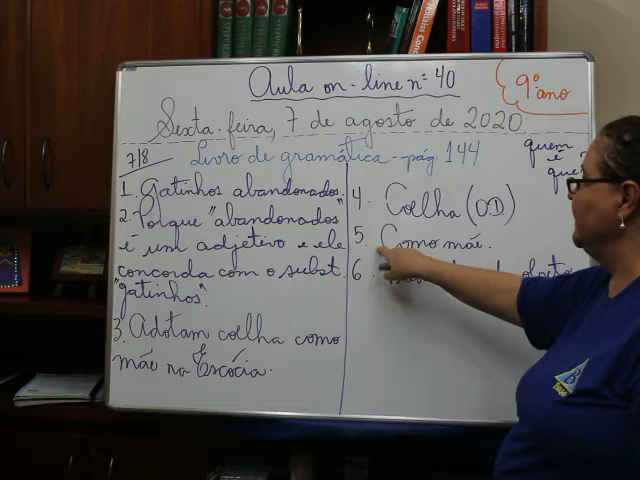 Aula on-line nº 40
9º ano
Sexta-feira, 7 de agosto de 2020
7/8
Livro de gramática - pág. 144
quem
é
que
1. Gatinhos abandonados.
2. Porque "abandonados"
é um adjetivo e ele
concorda com o subst.
"gatinhos".
3. Adotam coelha como
mãe na Escócia.
4. Coelha (O.D)
5. Como mãe.
6.
B